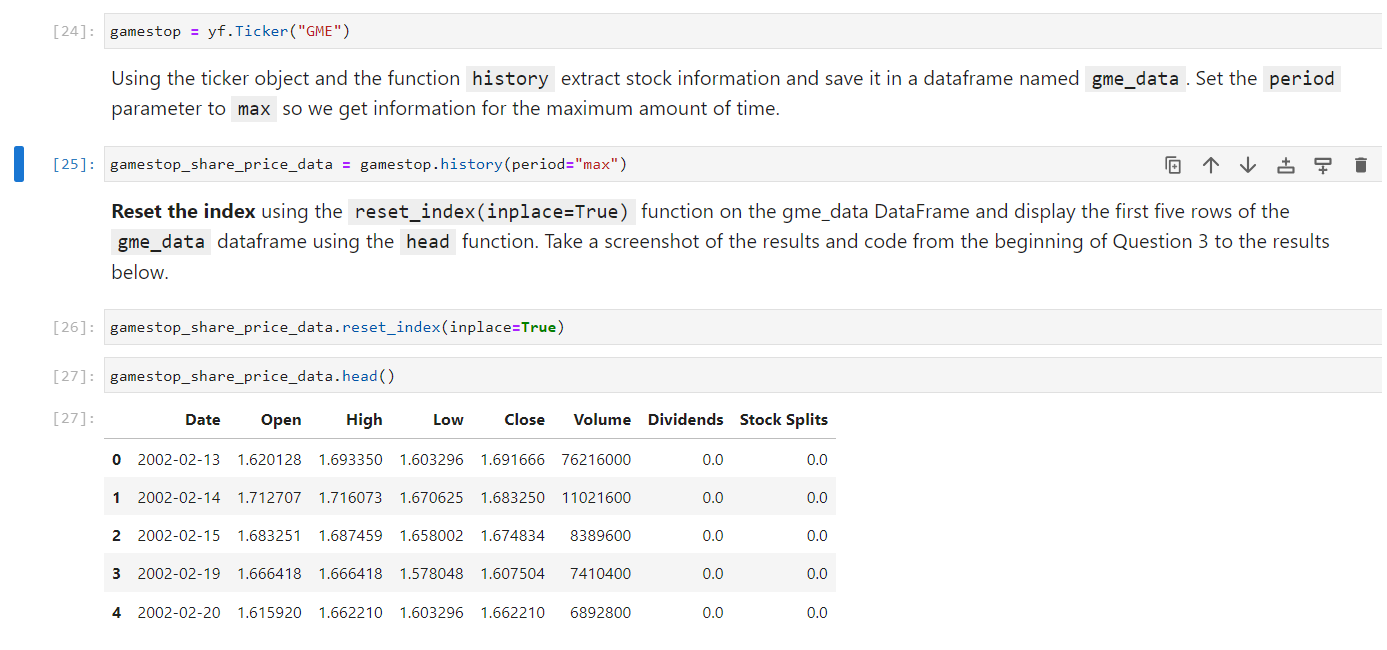 [24]: gamestop = yf.Ticker("GME")
Using the ticker object and the function history extract stock information and save it in a dataframe named gme_data. Set the period
parameter to max so we get information for the maximum amount of time.
[25]: gamestop_share_price_data = gamestop.history(period="max")
Reset the index using the reset_index(inplace=True) function on the gme_data DataFrame and display the first five rows of the
gme_data dataframe using the head function. Take a screenshot of the results and code from the beginning of Question 3 to the results
below.
[26]: gamestop_share_price_data.reset_index(inplace=True)
[27]: gamestop_share_price_data.head()
[27]: Date Open High Low Close Volume Dividends Stock Splits
0 2002-02-13 1.620128 1.693350 1.603296 1.691666 76216000 0.0 0.0
1 2002-02-14 1.712707 1.716073 1.670625 1.683250 11021600 0.0 0.0
2 2002-02-15 1.683251 1.687459 1.658002 1.674834 8389600 0.0 0.0
3 2002-02-19 1.666418 1.666418 1.578048 1.607504 7410400 0.0 0.0
4 2002-02-20 1.615920 1.662210 1.603296 1.662210 6892800 0.0 0.0